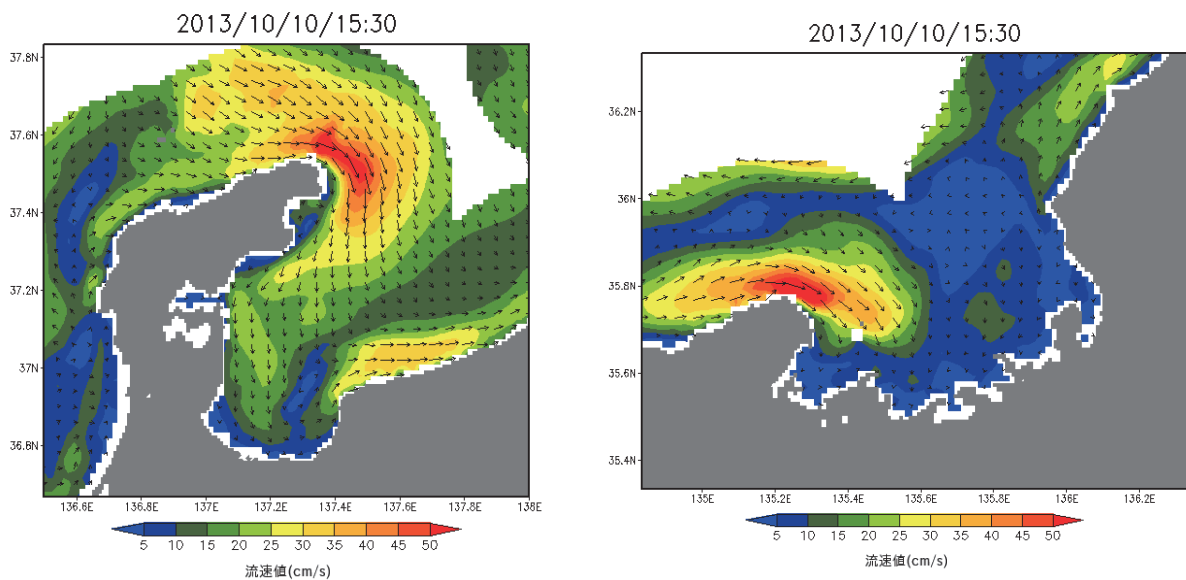 2013/10/10/15:30
37.8N
37.6N
37.4N
37.2N
37N
36.8N
36.6N
136.6E 136.8E 137E 137.2E 137.4E 137.6E 137.8E 138E
5 10 15 20 25 30 40 45 50
流速値(cm/s)
2013/10/10/15:30
36.2N
36N
35.8N
35.6N
35.4N
135E 135.2E 135.4E 135.6E 135.8E 136E 136.2E
5 10 15 20 25 30 40 45 50
流速値(cm/s)